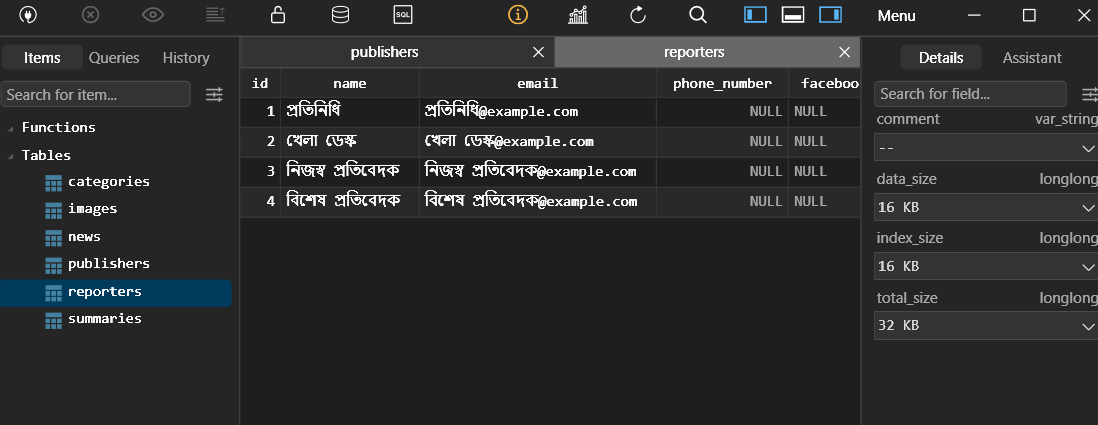 SQL
Menu
Items Queries History
Search for item...
Functions
Tables
categories
images
news
publishers
reporters
summaries
publishers reporters
id name email phone_number faceboo
1 প্রতিনিধি প্রতিনিধি@example.com NULL NULL
2 খেলা ডেস্ক খেলা ডেস্ক@example.com NULL NULL
3 নিজস্ব প্রতিবেদক নিজস্ব প্রতিবেদক@example.com NULL NULL
4 বিশেষ প্রতিবেদক বিশেষ প্রতিবেদক@example.com NULL NULL
Details Assistant
Search for field...
comment var_string
--
data_size longlong
16 KB
index_size longlong
16 KB
total_size longlong
32 KB